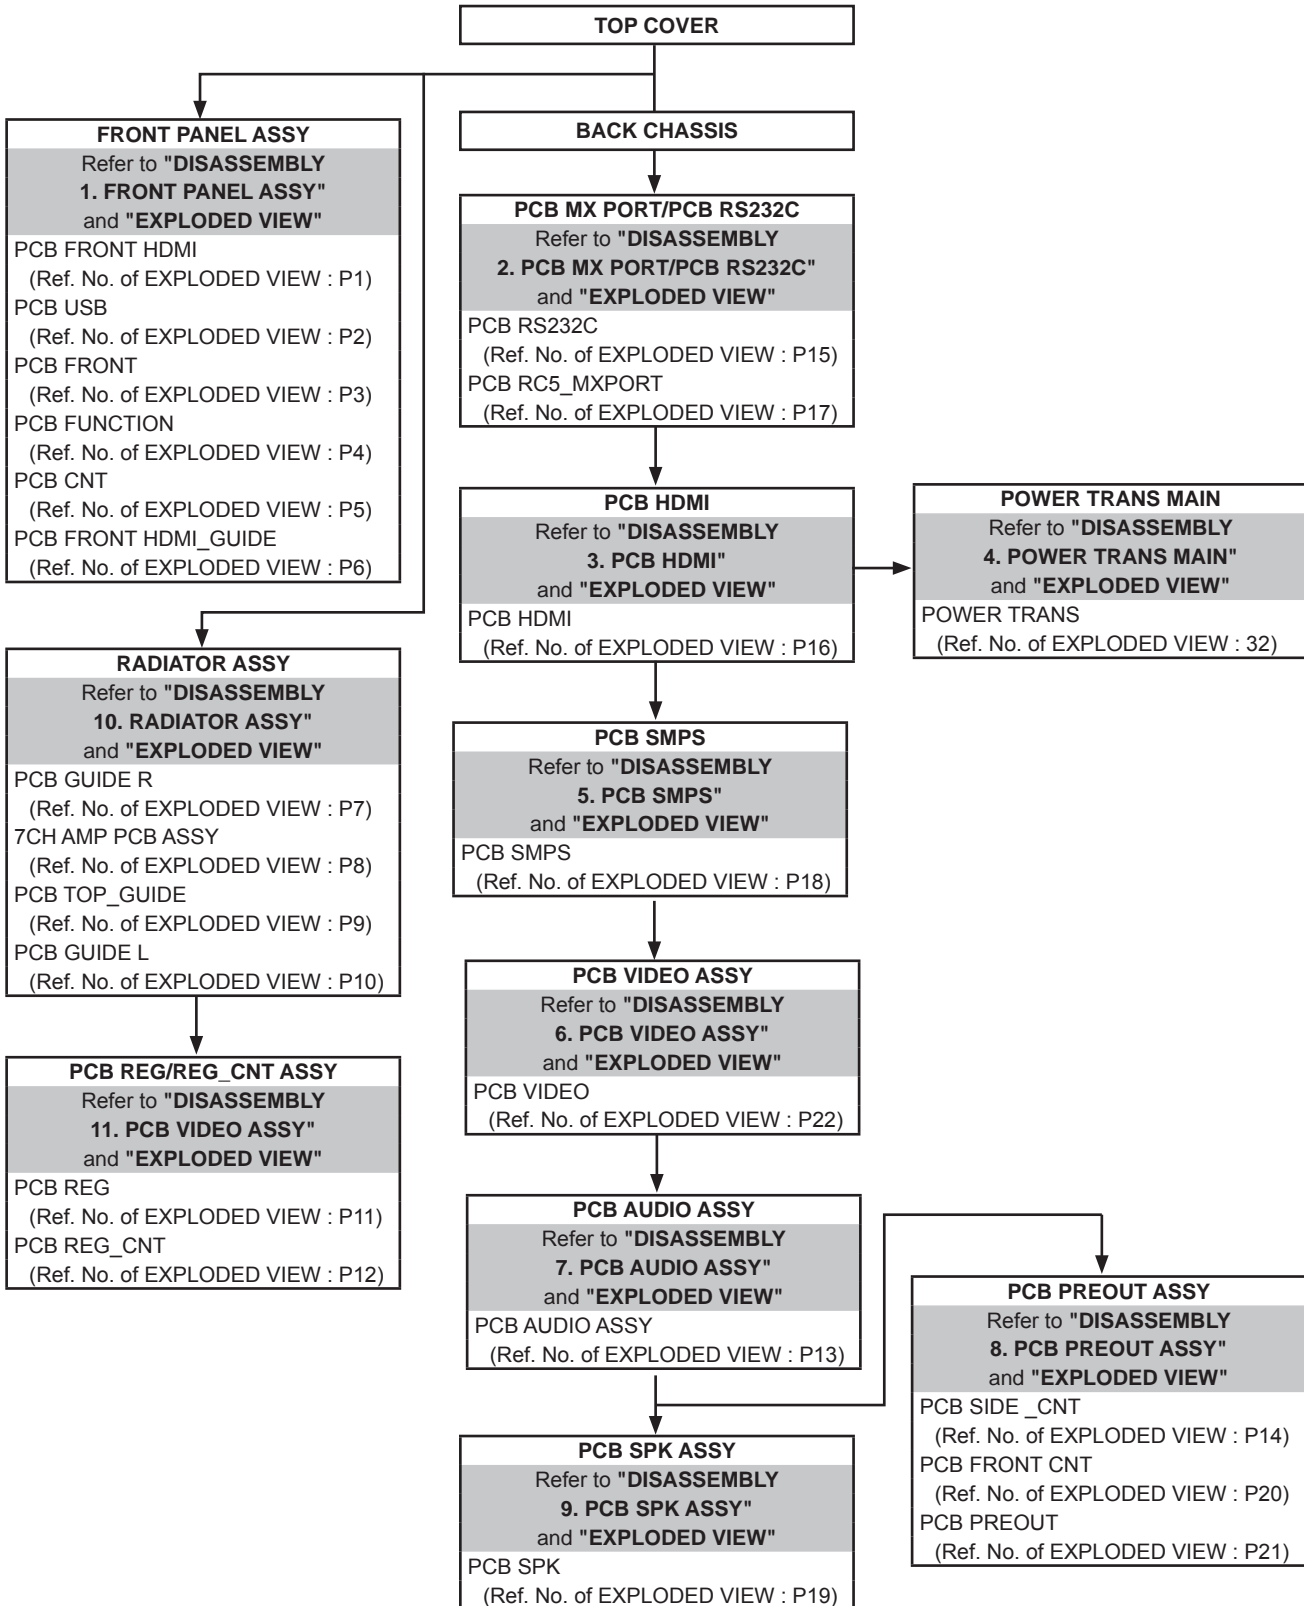 TOP COVER
FRONT PANEL ASSY
Refer to "DISASSEMBLY
1. FRONT PANEL ASSY"
and "EXPLODED VIEW"
PCB FRONT HDMI
(Ref. No. of EXPLODED VIEW : P1)
PCB USB
(Ref. No. of EXPLODED VIEW : P2)
PCB FRONT
(Ref. No. of EXPLODED VIEW : P3)
PCB FUNCTION
(Ref. No. of EXPLODED VIEW : P4)
PCB CNT
(Ref. No. of EXPLODED VIEW : P5)
PCB FRONT HDMI_GUIDE
(Ref. No. of EXPLODED VIEW : P6)
RADIATOR ASSY
Refer to "DISASSEMBLY
10. RADIATOR ASSY"
and "EXPLODED VIEW"
PCB GUIDE R
(Ref. No. of EXPLODED VIEW : P7)
7CH AMP PCB ASSY
(Ref. No. of EXPLODED VIEW : P8)
PCB TOP_GUIDE
(Ref. No. of EXPLODED VIEW : P9)
PCB GUIDE L
(Ref. No. of EXPLODED VIEW : P10)
PCB REG/REG_CNT ASSY
Refer to "DISASSEMBLY
11. PCB VIDEO ASSY"
and "EXPLODED VIEW"
PCB REG
(Ref. No. of EXPLODED VIEW : P11)
PCB REG_CNT
(Ref. No. of EXPLODED VIEW : P12)
BACK CHASSIS
PCB MX PORT/PCB RS232C
Refer to "DISASSEMBLY
2. PCB MX PORT/PCB RS232C"
and "EXPLODED VIEW"
PCB RS232C
(Ref. No. of EXPLODED VIEW : P15)
PCB RC5_MXPORT
(Ref. No. of EXPLODED VIEW : P17)
PCB HDMI
Refer to "DISASSEMBLY
3. PCB HDMI"
and "EXPLODED VIEW"
PCB HDMI
(Ref. No. of EXPLODED VIEW : P16)
POWER TRANS MAIN
Refer to "DISASSEMBLY
4. POWER TRANS MAIN"
and "EXPLODED VIEW"
POWER TRANS
(Ref. No. of EXPLODED VIEW : 32)
PCB SMPS
Refer to "DISASSEMBLY
5. PCB SMPS"
and "EXPLODED VIEW"
PCB SMPS
(Ref. No. of EXPLODED VIEW : P18)
PCB VIDEO ASSY
Refer to "DISASSEMBLY
6. PCB VIDEO ASSY"
and "EXPLODED VIEW"
PCB VIDEO
(Ref. No. of EXPLODED VIEW : P22)
PCB AUDIO ASSY
Refer to "DISASSEMBLY
7. PCB AUDIO ASSY"
and "EXPLODED VIEW"
PCB AUDIO ASSY
(Ref. No. of EXPLODED VIEW : P13)
PCB PREOUT ASSY
Refer to "DISASSEMBLY
8. PCB PREOUT ASSY"
and "EXPLODED VIEW"
PCB SIDE _CNT
(Ref. No. of EXPLODED VIEW : P14)
PCB FRONT CNT
(Ref. No. of EXPLODED VIEW : P20)
PCB PREOUT
(Ref. No. of EXPLODED VIEW : P21)
PCB SPK ASSY
Refer to "DISASSEMBLY
9. PCB SPK ASSY"
and "EXPLODED VIEW"
PCB SPK
(Ref. No. of EXPLODED VIEW : P19)